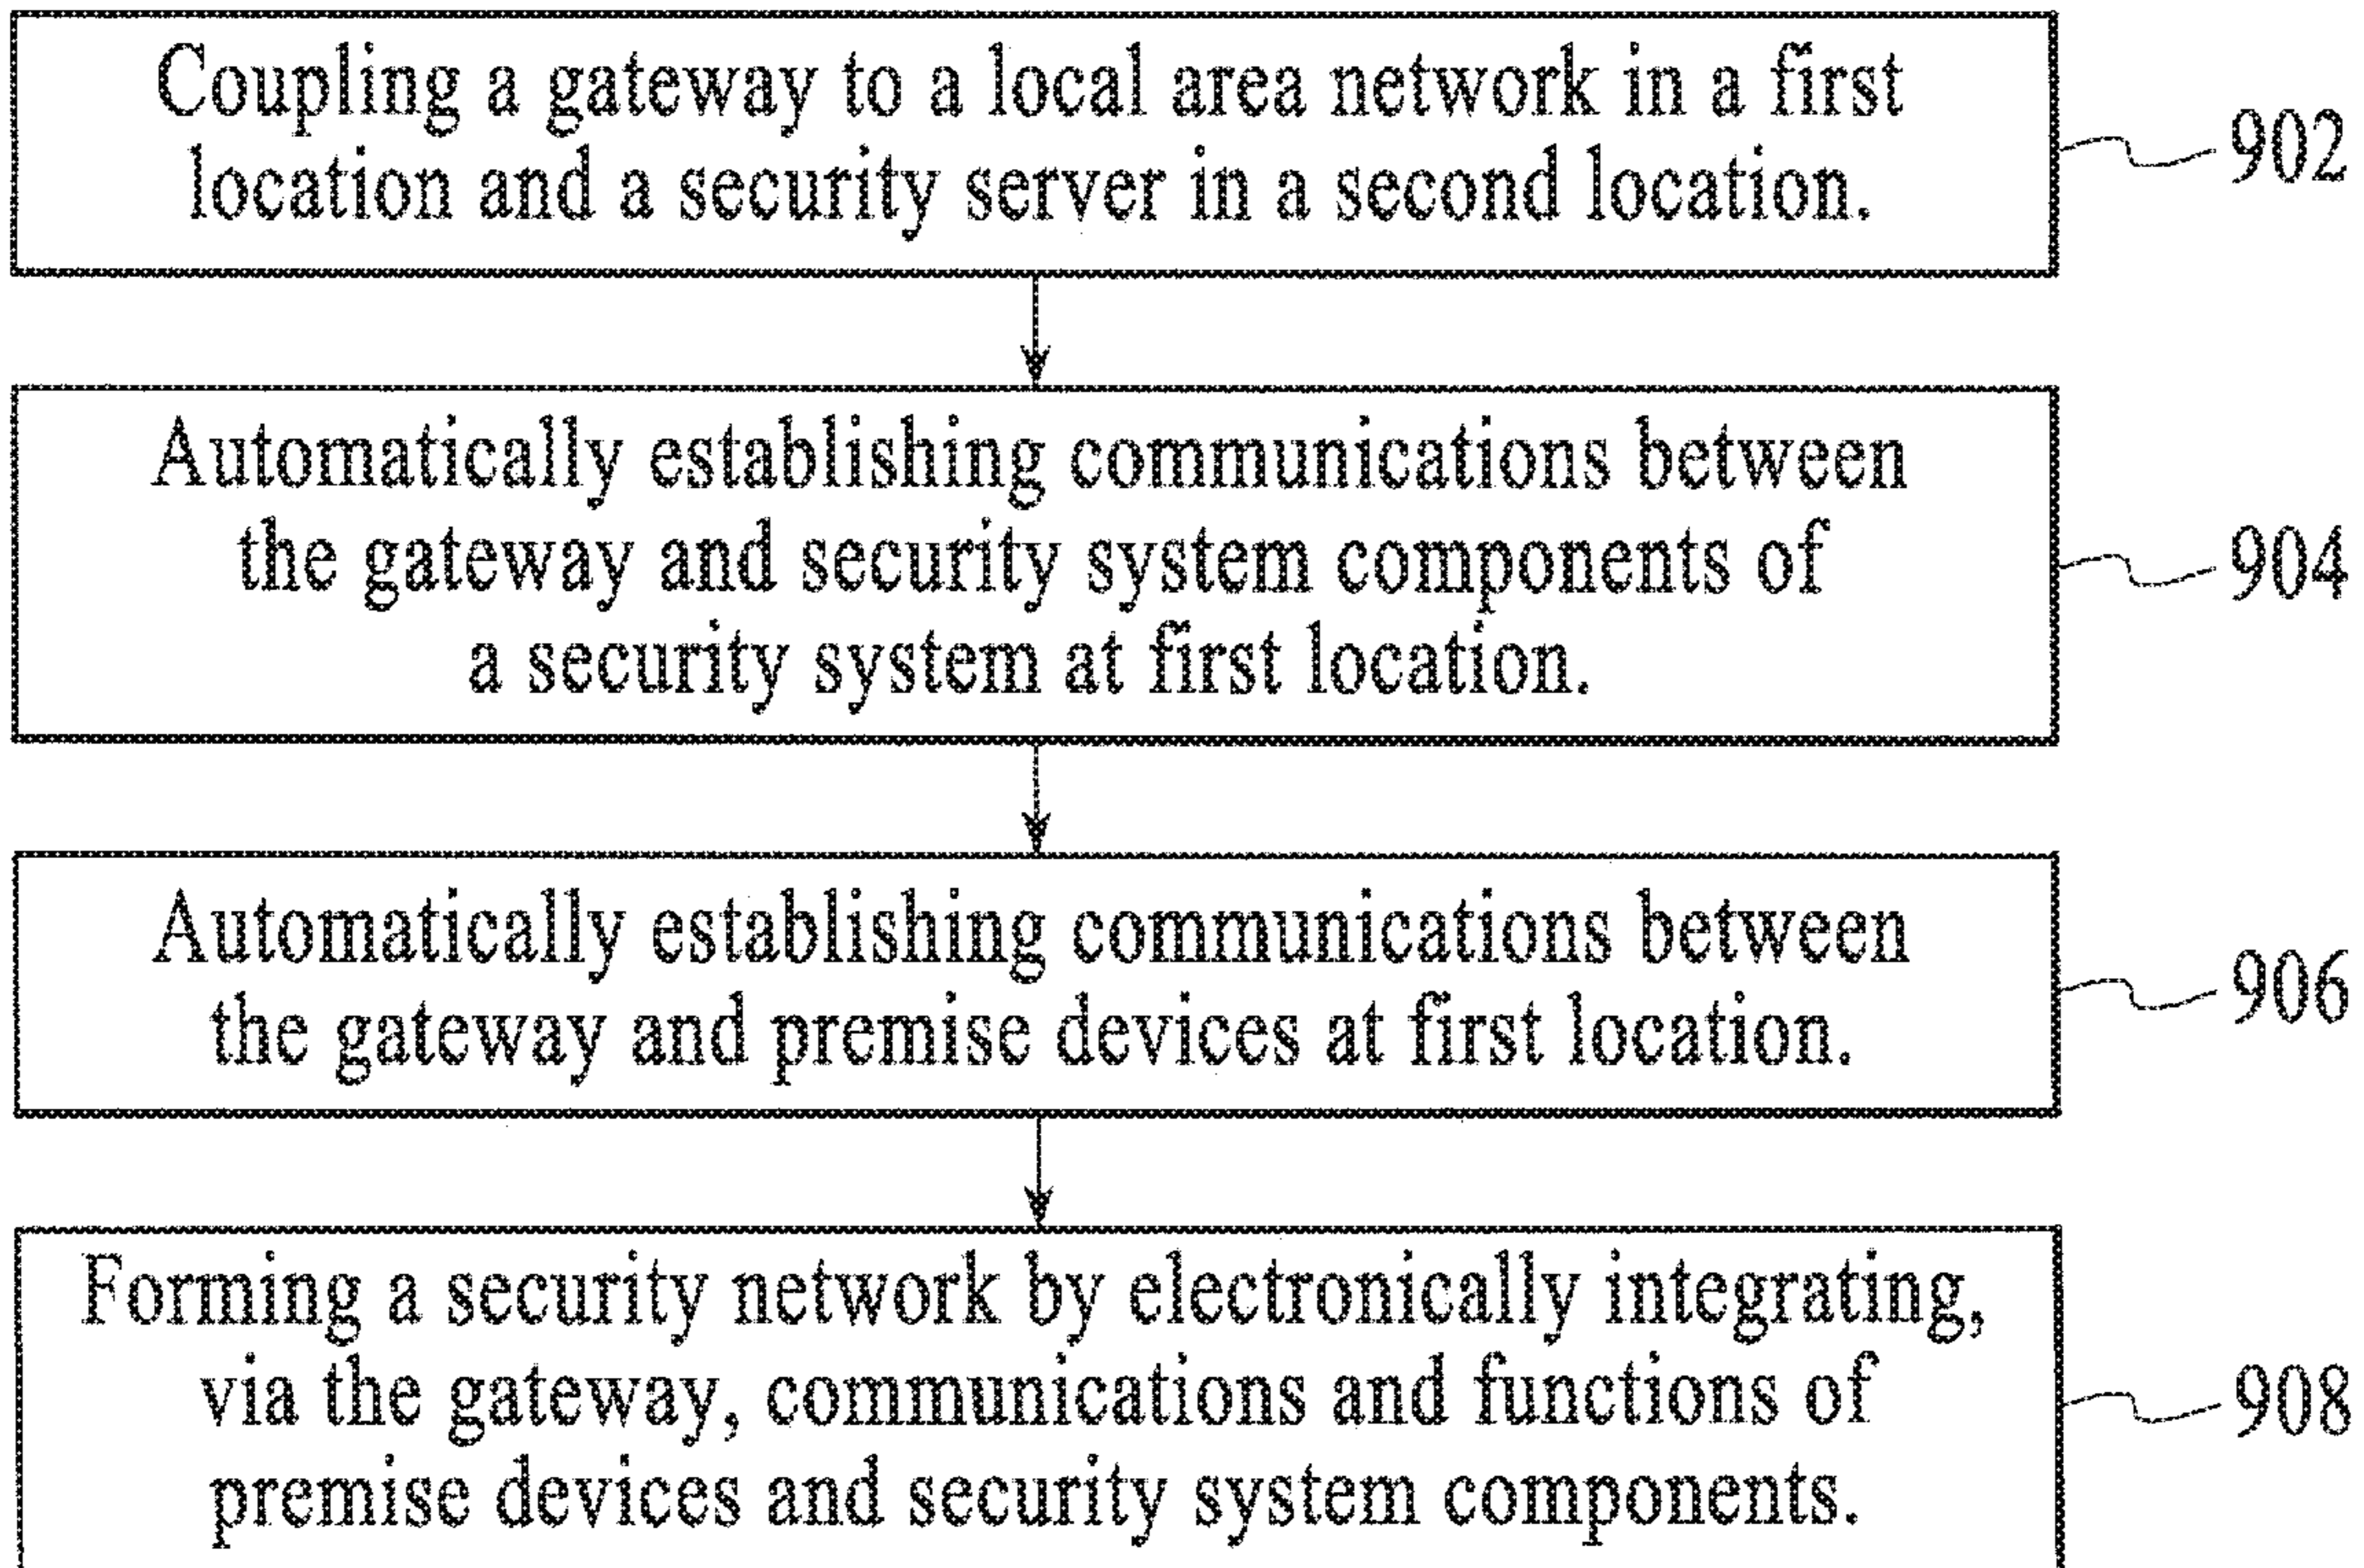 Coupling a gateway to a local area network in a first
location and a security server in a second location.
902
Automatically establishing communications between
the gateway and security system components of
a security system at first location.
904
Automatically establishing communications between
the gateway and premise devices at first location.
906
Forming a security network by electronically integrating,
via the gateway, communications and functions of
premise devices and security system components.
908